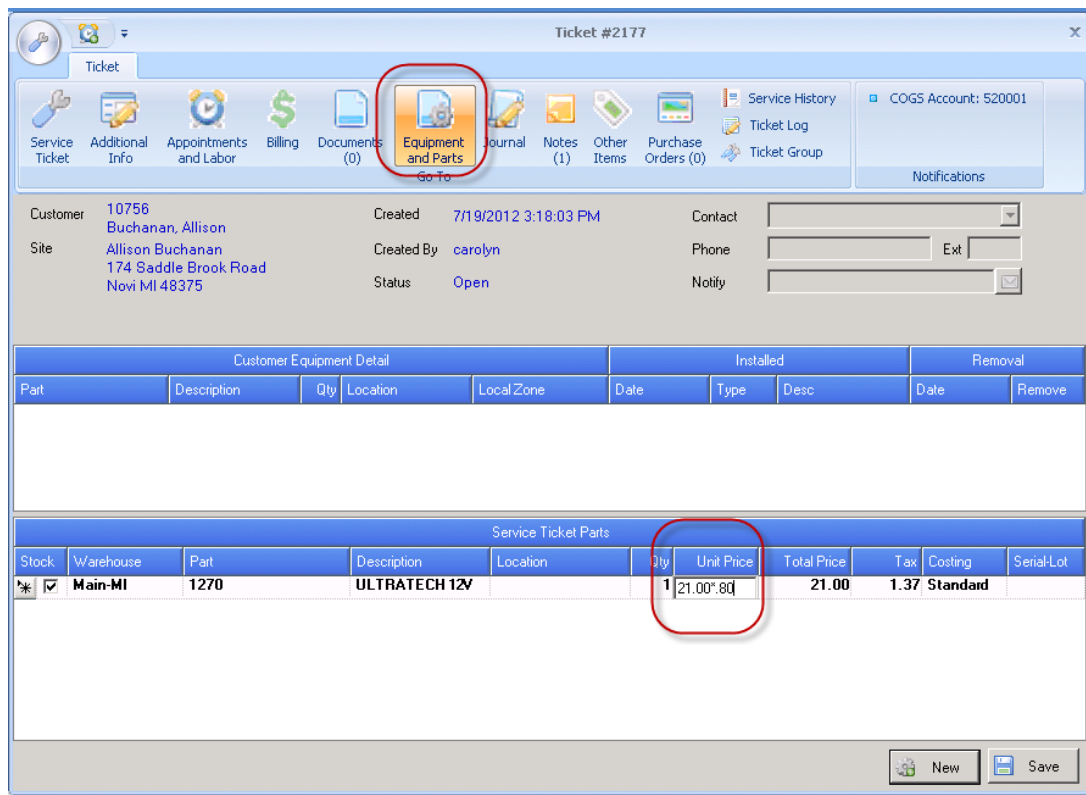 Ticket #2177
x
Ticket
Service Ticket
Additional Info
Appointments and Labor
Billing
Documents (0)
Equipment and Parts
Journal
Notes (1)
Other Items
Purchase Orders (0)
Service History
Ticket Log
Ticket Group
Go To
COGS Account: 520001
Notifications
Customer 10756
Buchanan, Allison
Site Allison Buchanan
174 Saddle Brook Road
Novi MI 48375
Created 7/19/2012 3:18:03 PM
Created By carolyn
Status Open
Contact
Phone Ext
Notify
Customer Equipment Detail Installed Removal
Part Description Qty Location Local Zone Date Type Desc Date Remove
Service Ticket Parts
Stock Warehouse Part Description Location Qty Unit Price Total Price Tax Costing Serial-Lot
Main-MI 1270 ULTRATECH 12V 1 21.00*.80 21.00 1.37 Standard
New Save